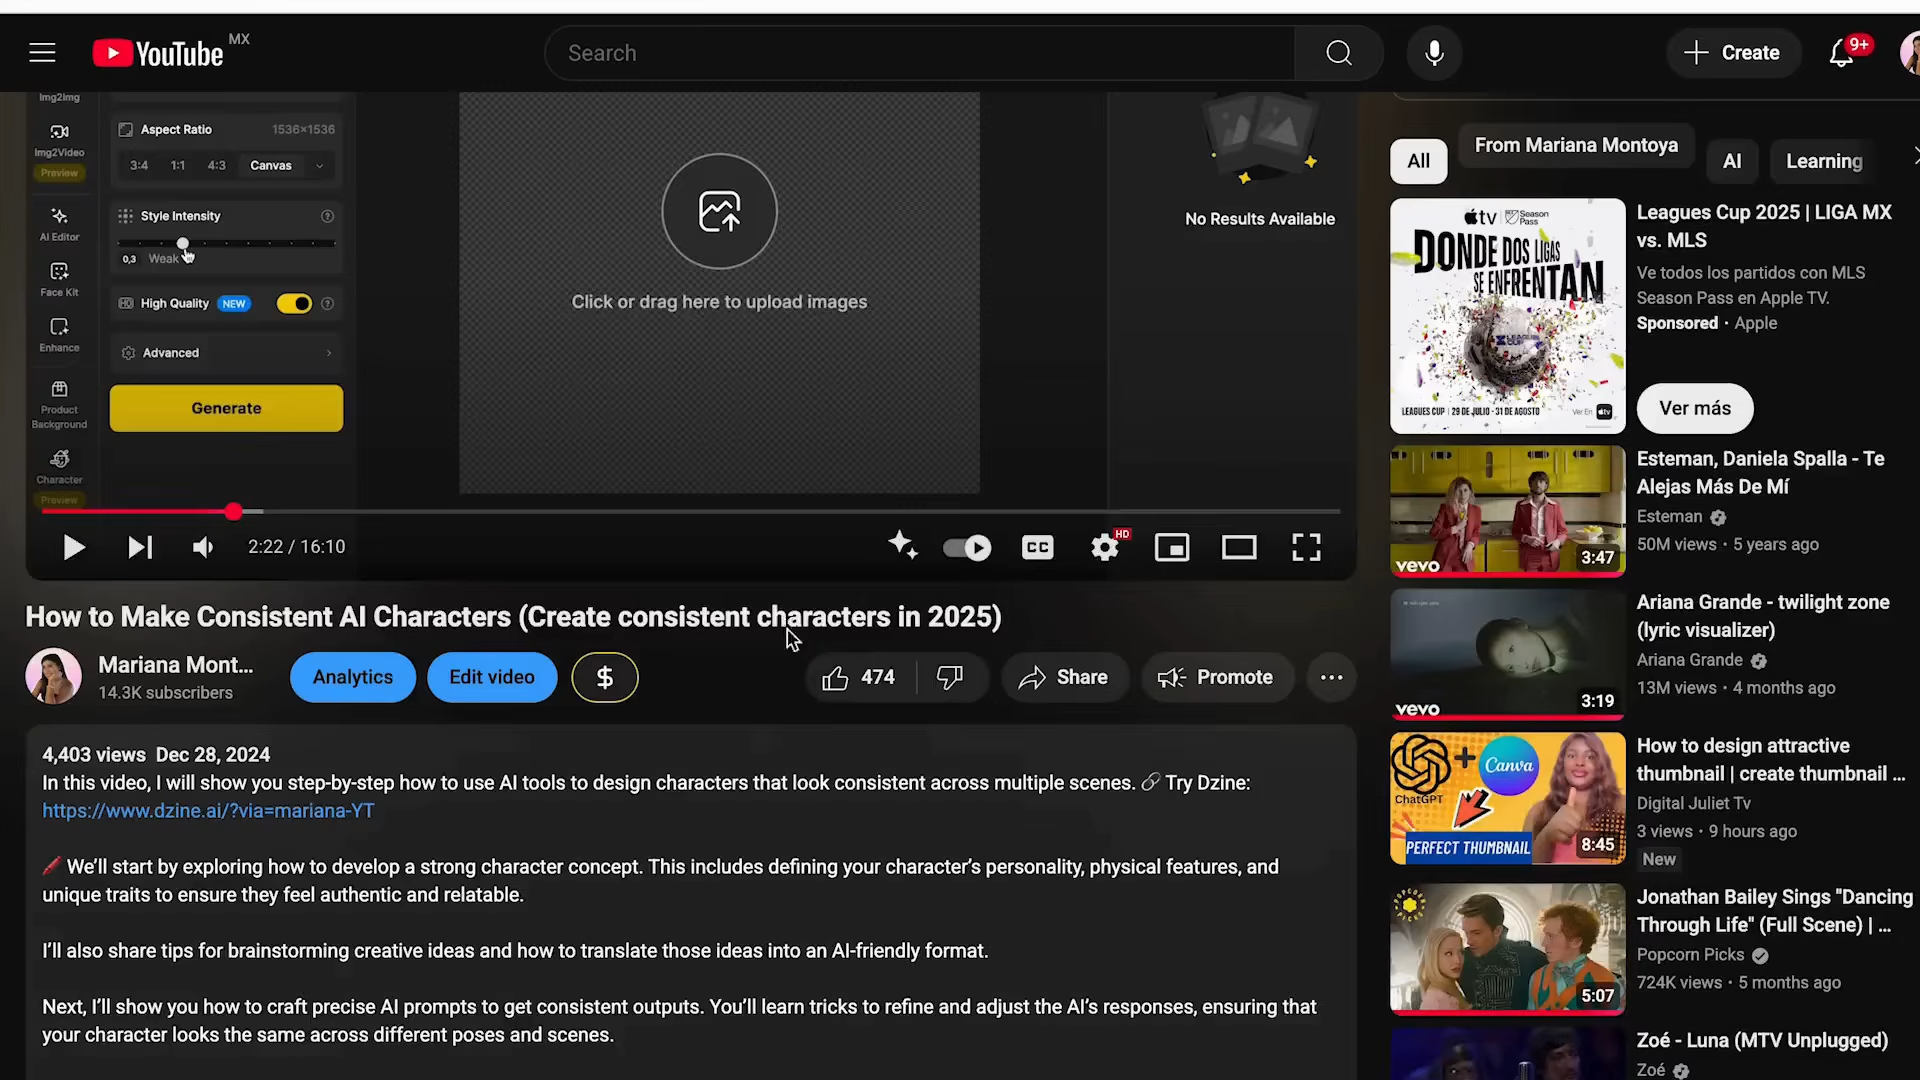 YouTube MX
Search
Create
9+
Img2Img
Aspect Ratio 1536×1536
3:4 1:1 4:3 Canvas
Img2Video
Preview
Style Intensity
AI Editor
0,3 Weak
Face Kit
High Quality NEW
Enhance
Advanced
Generate
Product
Background
Character
Preview
Click or drag here to upload images
No Results Available
2:22 / 16:10
CC
HD
How to Make Consistent AI Characters (Create consistent characters in 2025)
Mariana Mont...
14.3K subscribers
Analytics
Edit video
$
474
Share
Promote
4,403 views Dec 28, 2024
In this video, I will show you step-by-step how to use AI tools to design characters that look consistent across multiple scenes. 🔗 Try Dzine:
https://www.dzine.ai/?via=mariana-YT
🖍️ We’ll start by exploring how to develop a strong character concept. This includes defining your character’s personality, physical features, and
unique traits to ensure they feel authentic and relatable.
I’ll also share tips for brainstorming creative ideas and how to translate those ideas into an AI-friendly format.
Next, I’ll show you how to craft precise AI prompts to get consistent outputs. You’ll learn tricks to refine and adjust the AI’s responses, ensuring that
your character looks the same across different poses and scenes.
All
From Mariana Montoya
AI
Learning
tv Season Pass
DONDE DOS LIGAS
SE ENFRENTAN
LEAGUES CUP | 29 DE JULIO - 31 DE AGOSTO
Ver En tv
Leagues Cup 2025 | LIGA MX
vs. MLS
Ve todos los partidos con MLS
Season Pass en Apple TV.
Sponsored · Apple
Ver más
vevo
3:47
Esteman, Daniela Spalla - Te
Alejas Más De Mí
Esteman
50M views · 5 years ago
vevo
3:19
Ariana Grande - twilight zone
(lyric visualizer)
Ariana Grande
13M views · 4 months ago
ChatGPT
+
Canva
PERFECT THUMBNAIL
8:45
How to design attractive
thumbnail | create thumbnail ...
Digital Juliet Tv
3 views · 9 hours ago
New
POPCORN PICKS
5:07
Jonathan Bailey Sings "Dancing
Through Life" (Full Scene) | ...
Popcorn Picks
724K views · 5 months ago
Zoé - Luna (MTV Unplugged)
Zoé